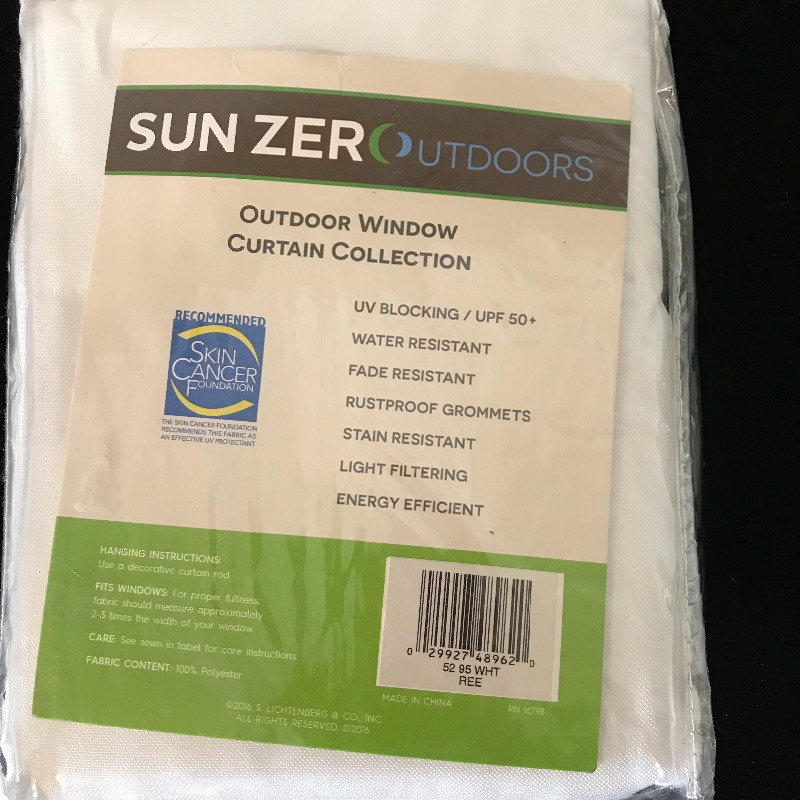 SUN ZERO OUTDOORS
OUTDOOR WINDOW
CURTAIN COLLECTION
RECOMMENDED
SKIN
CANCER
FOUNDATION
THE SKIN CANCER FOUNDATION
RECOMMENDS THIS FABRIC AS
AN EFFECTIVE UV PROTECTANT
UV BLOCKING / UPF 50+
WATER RESISTANT
FADE RESISTANT
RUSTPROOF GROMMETS
STAIN RESISTANT
LIGHT FILTERING
ENERGY EFFICIENT
HANGING INSTRUCTIONS:
Use a decorative curtain rod.
FITS WINDOWS: For proper fullness,
fabric should measure approximately
2-3 times the width of your window.
CARE: See sewn in label for care instructions.
FABRIC CONTENT: 100% Polyester
0 29927 48962 0
52 95 WHT
REE
MADE IN CHINA
RN 16798
©2016 S. LICHTENBERG & CO., INC.
ALL RIGHTS RESERVED. 012016